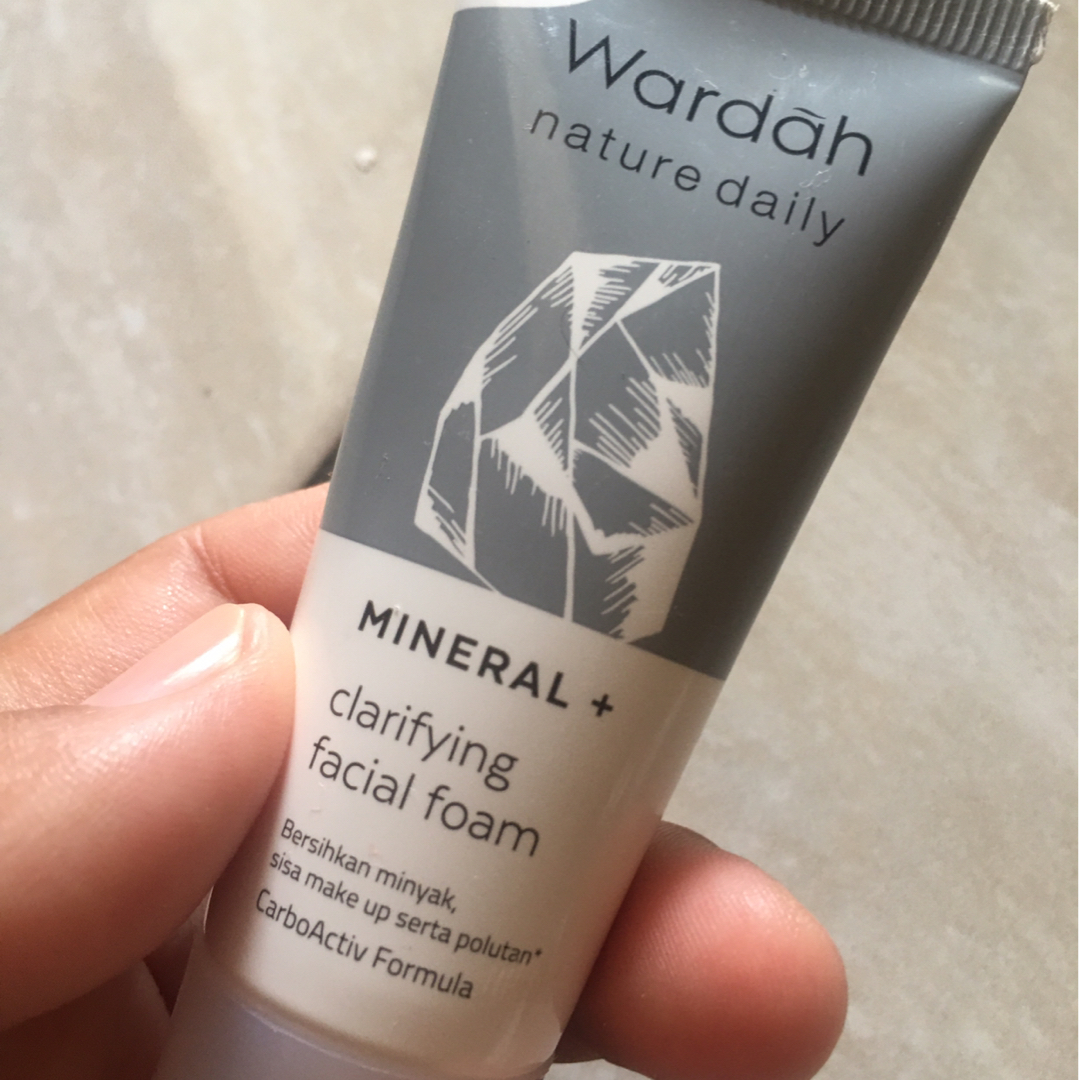 Wardāh
nature daily
MINERAL +
clarifying
facial foam
Bersihkan minyak,
sisa make up serta polutan*
CarboActiv Formula